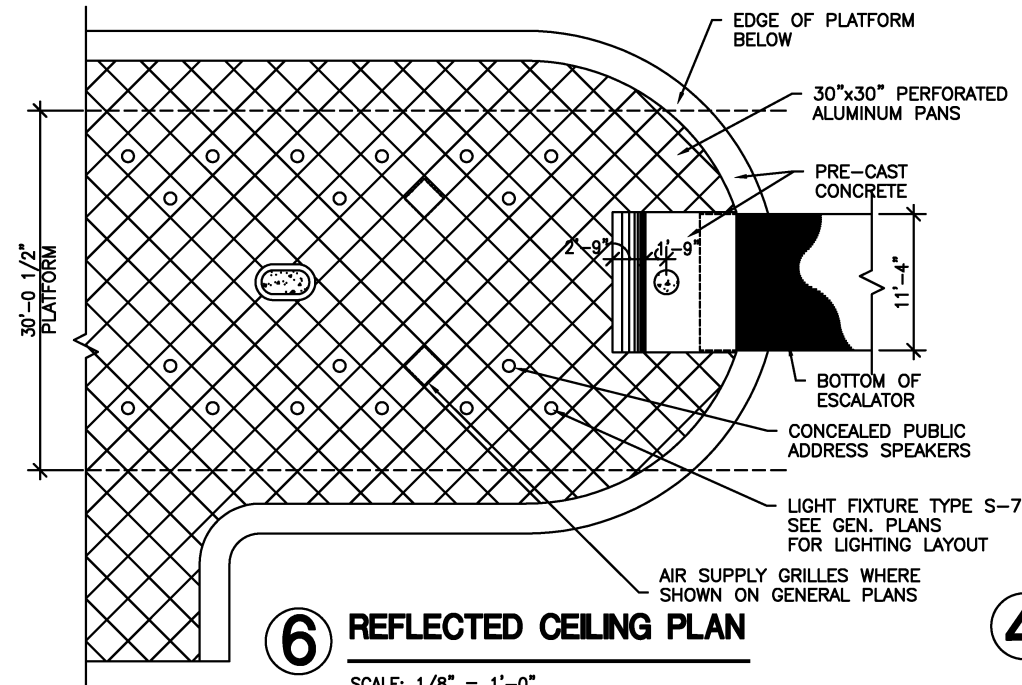 EDGE OF PLATFORM
BELOW
30"x30" PERFORATED
ALUMINUM PANS
PRE-CAST
CONCRETE
2'-9"
1'-9"
30'-0 1/2"
PLATFORM
11'-4"
BOTTOM OF
ESCALATOR
CONCEALED PUBLIC
ADDRESS SPEAKERS
LIGHT FIXTURE TYPE S-7
SEE GEN. PLANS
FOR LIGHTING LAYOUT
AIR SUPPLY GRILLES WHERE
SHOWN ON GENERAL PLANS
6 REFLECTED CEILING PLAN
SCALE: 1/8" = 1'-0"
4